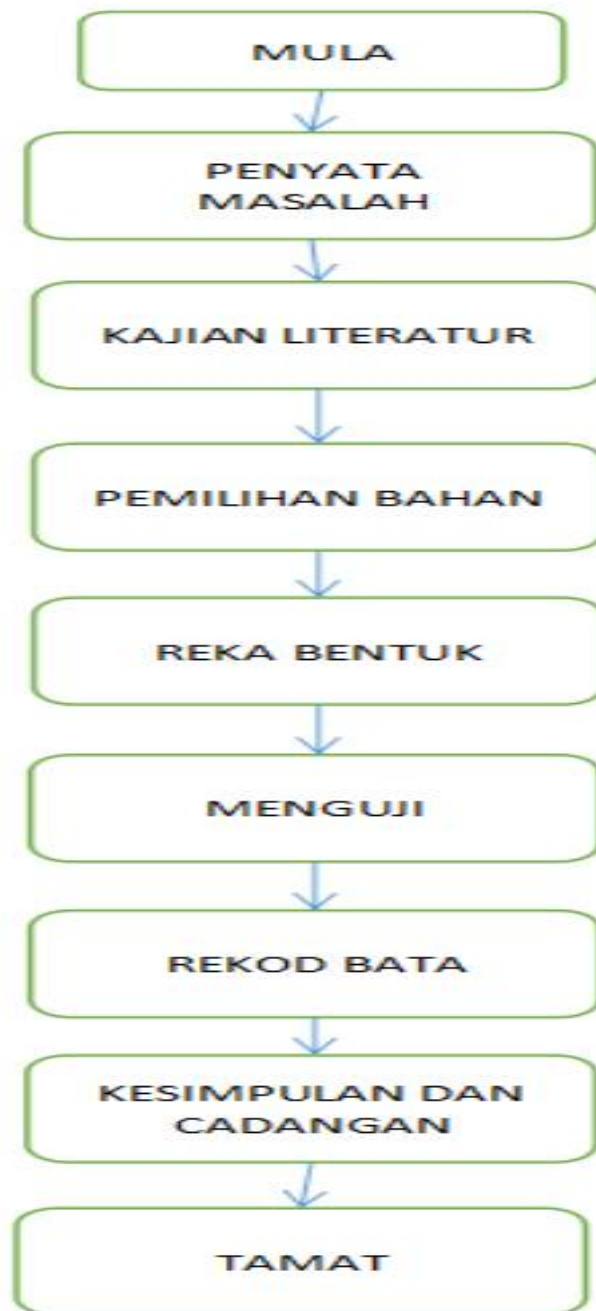 MULA
PENYATA
MASALAH
KAJIAN LITERATUR
PEMILIHAN BAHAN
REKA BENTUK
MENGUJI
REKOD BATA
KESIMPULAN DAN
CADANGAN
TAMAT